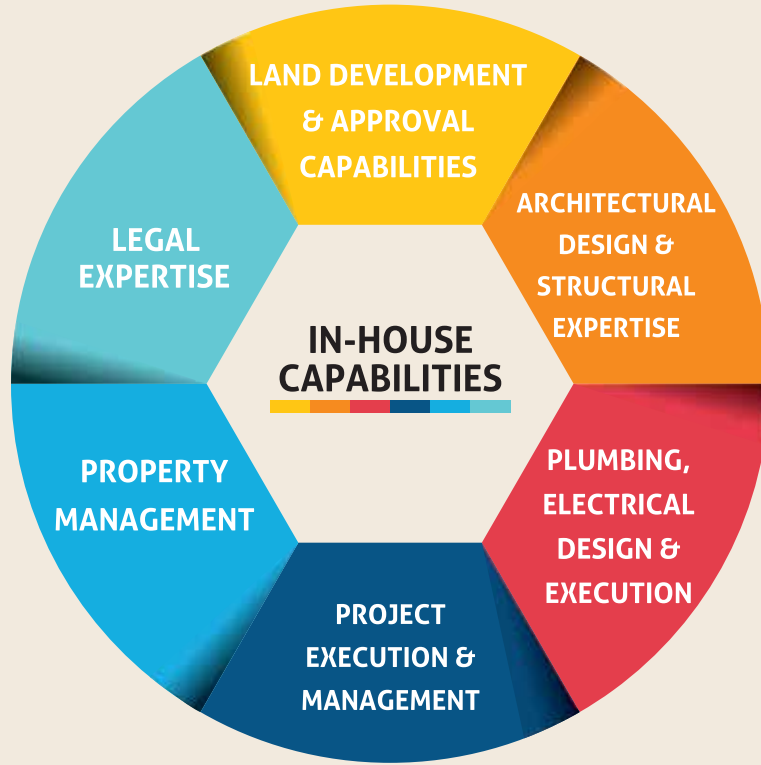 LAND DEVELOPMENT
& APPROVAL
CAPABILITIES
ARCHITECTURAL
DESIGN &
STRUCTURAL
EXPERTISE
PLUMBING,
ELECTRICAL
DESIGN &
EXECUTION
PROJECT
EXECUTION &
MANAGEMENT
PROPERTY
MANAGEMENT
LEGAL
EXPERTISE
IN-HOUSE
CAPABILITIES